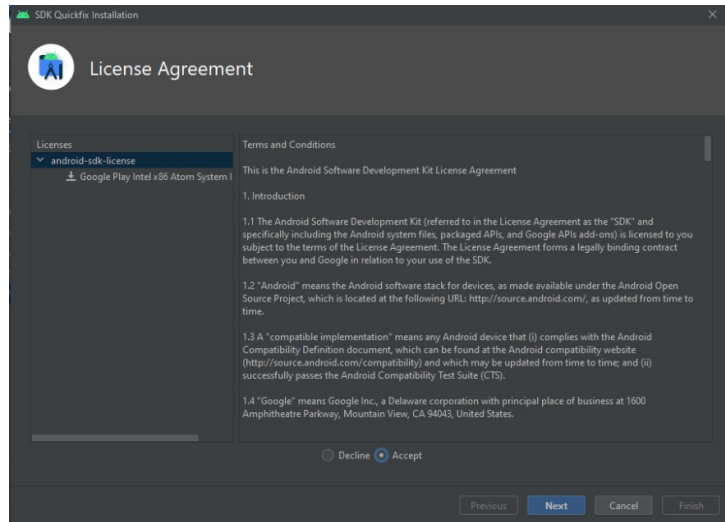 SDK Quickfix Installation
License Agreement
Licenses
android-sdk-license
Google Play Intel x86 Atom System I
Terms and Conditions
This is the Android Software Development Kit License Agreement
1. Introduction
1.1 The Android Software Development Kit (referred to in the License Agreement as the "SDK" and
specifically including the Android system files, packaged APIs, and Google APIs add-ons) is licensed to you
subject to the terms of the License Agreement. The License Agreement forms a legally binding contract
between you and Google in relation to your use of the SDK.
1.2 "Android" means the Android software stack for devices, as made available under the Android Open
Source Project, which is located at the following URL: http://source.android.com/, as updated from time to
time.
1.3 A "compatible implementation" means any Android device that (i) complies with the Android
Compatibility Definition document, which can be found at the Android compatibility website
(http://source.android.com/compatibility) and which may be updated from time to time; and (ii)
successfully passes the Android Compatibility Test Suite (CTS).
1.4 "Google" means Google Inc., a Delaware corporation with principal place of business at 1600
Amphitheatre Parkway, Mountain View, CA 94043, United States.
Decline Accept
Previous Next Cancel Finish